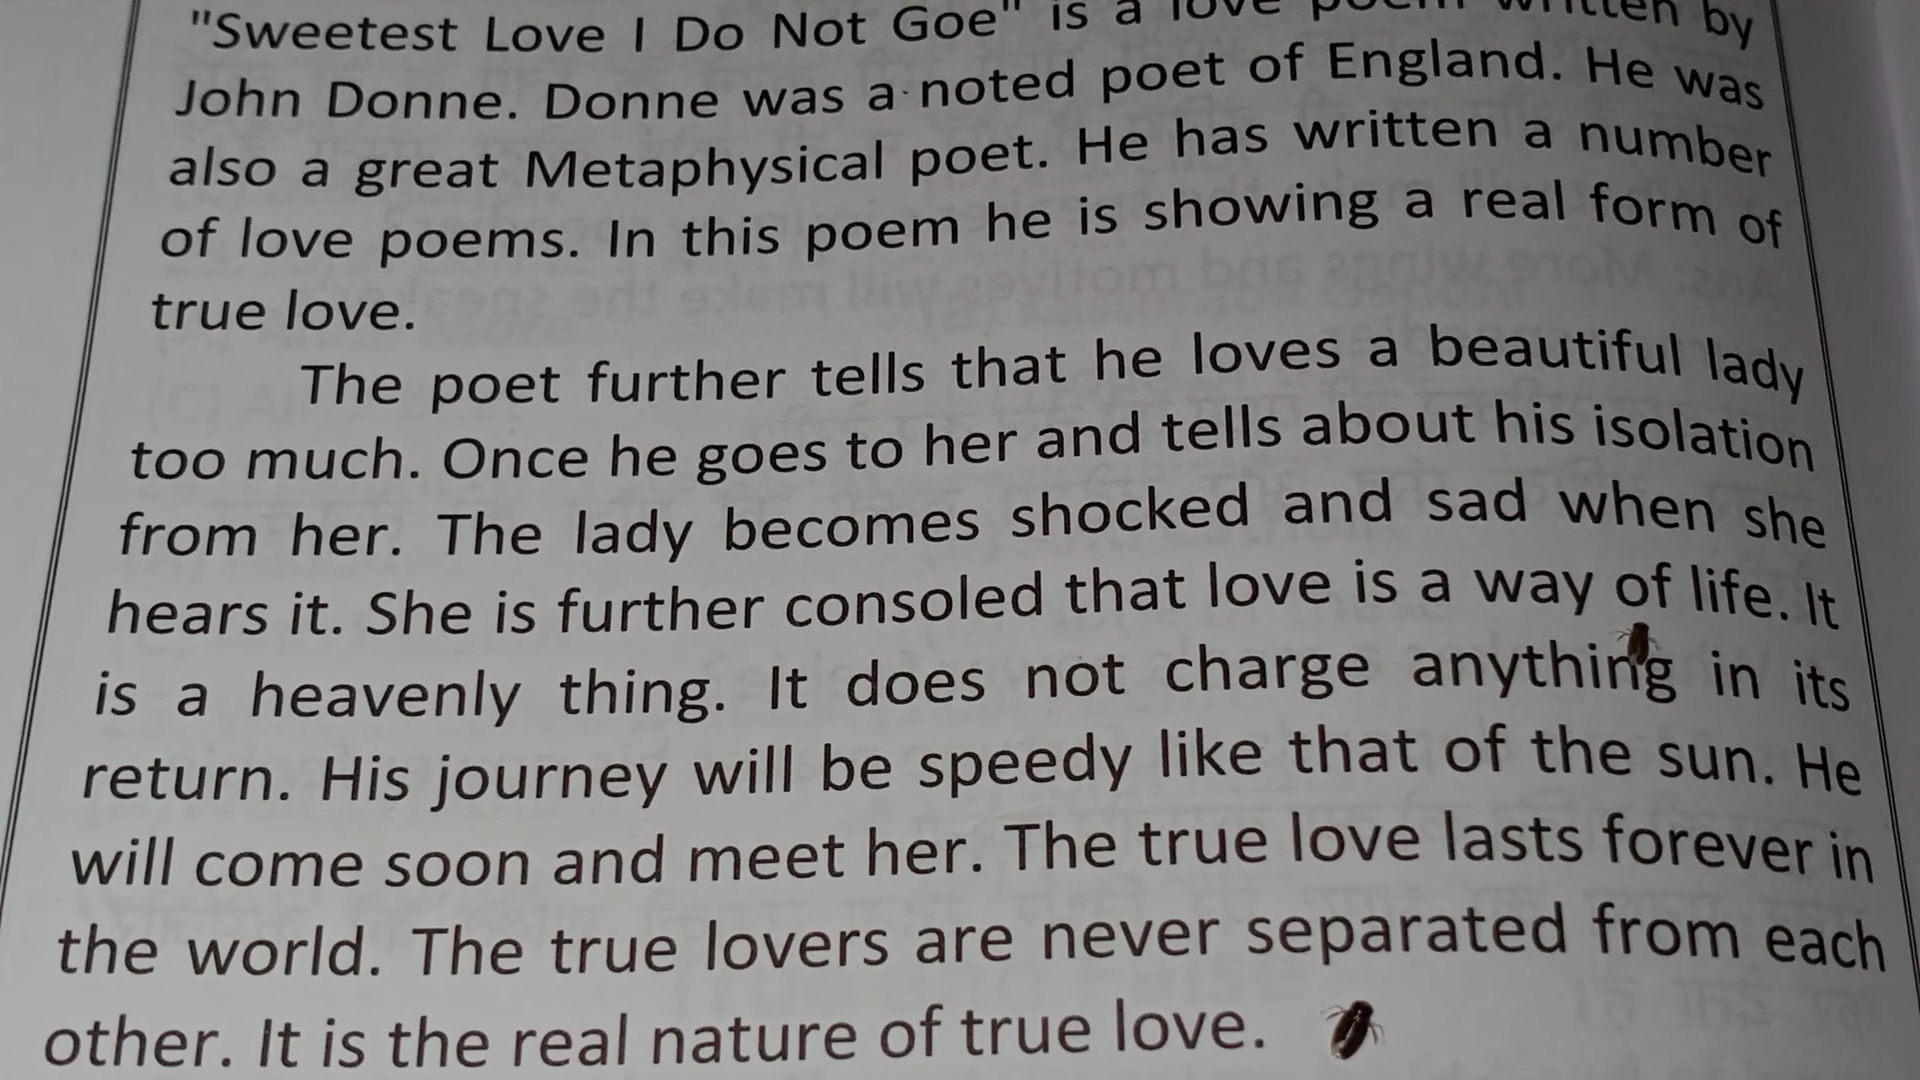 "Sweetest Love I Do Not Goe" is a love poem written by
John Donne. Donne was a noted poet of England. He was
also a great Metaphysical poet. He has written a number
of love poems. In this poem he is showing a real form of
true love.
The poet further tells that he loves a beautiful lady
too much. Once he goes to her and tells about his isolation
from her. The lady becomes shocked and sad when she
hears it. She is further consoled that love is a way of life. It
is a heavenly thing. It does not charge anything in its
return. His journey will be speedy like that of the sun. He
will come soon and meet her. The true love lasts forever in
the world. The true lovers are never separated from each
other. It is the real nature of true love.